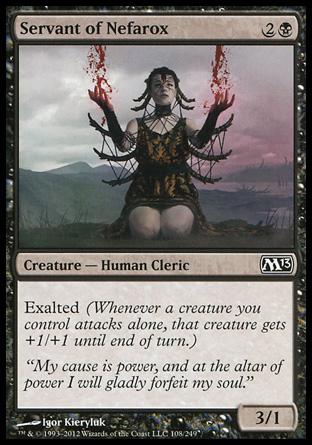 Servant of Nefarox 2
Creature — Human Cleric M13
Exalted (Whenever a creature you
control attacks alone, that creature gets
+1/+1 until end of turn.)
"My cause is power, and at the altar of
power I will gladly forfeit my soul."
Igor Kieryluk
™ & © 1993–2012 Wizards of the Coast LLC 108/249
3/1